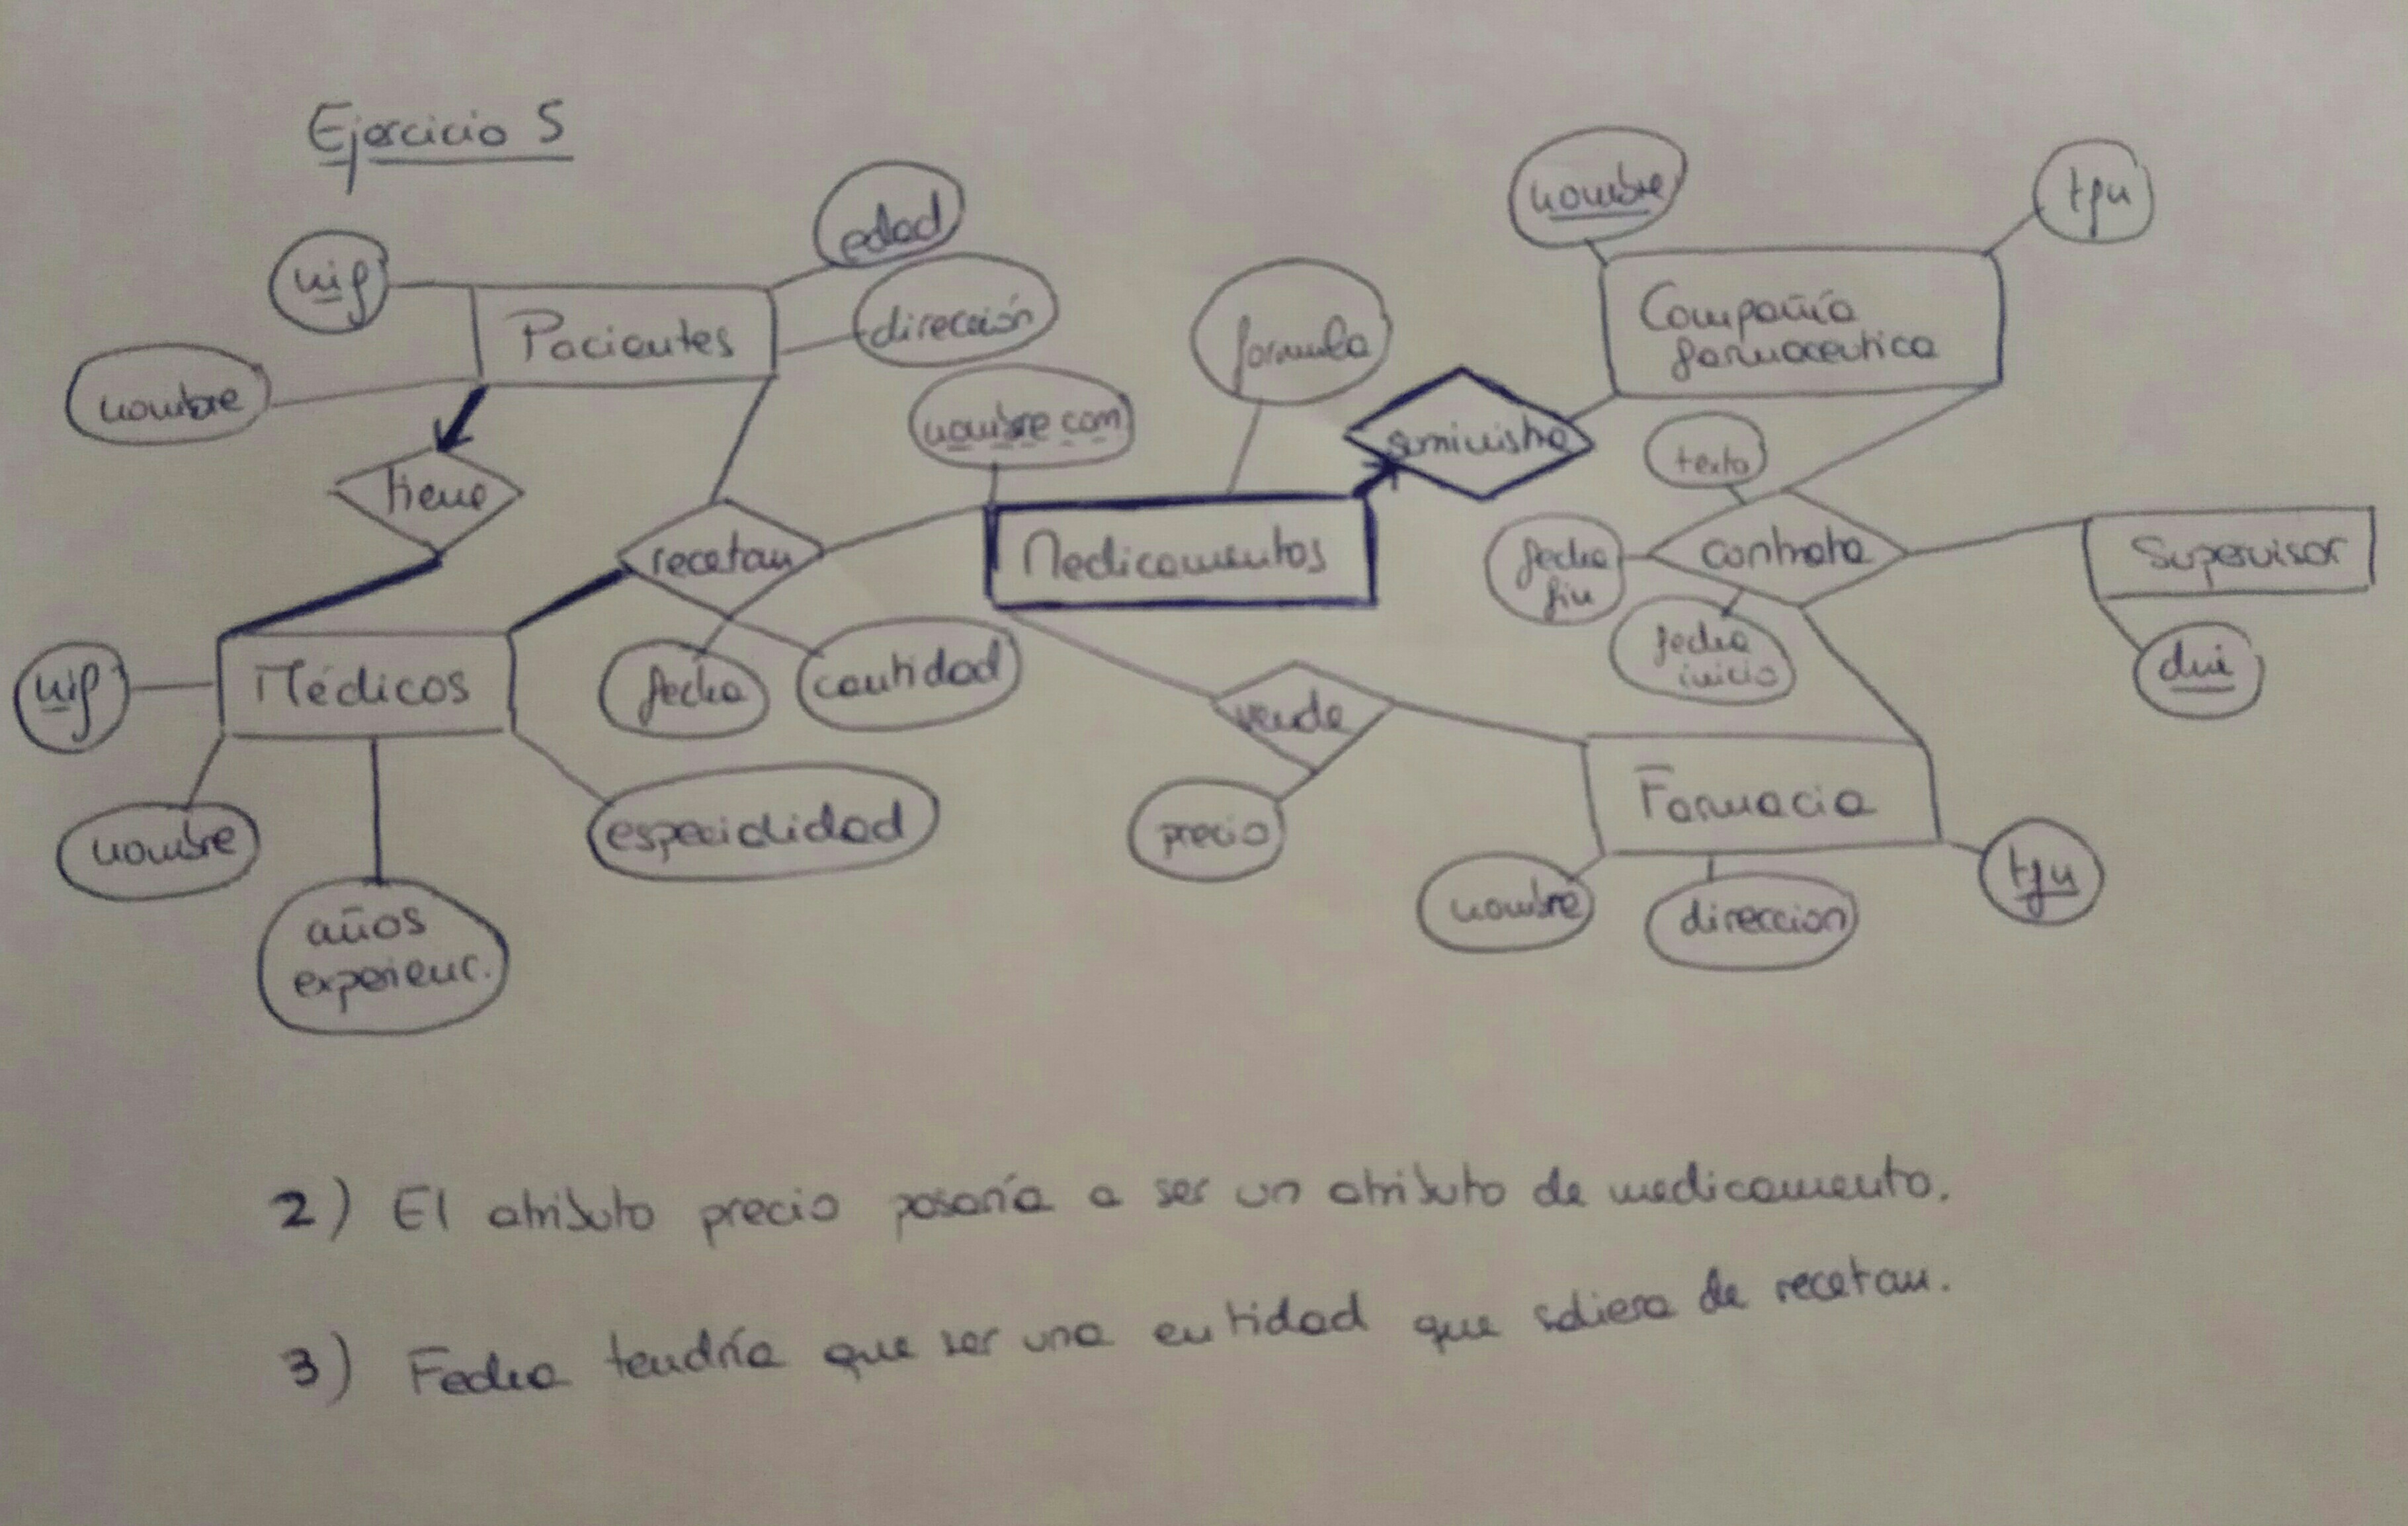 Ejercicio 5
nif
nombre
Pacientes
edad
dirección
tiene
recetan
fecha
cantidad
nif
nombre
Médicos
años
experienc.
especialidad
nombre com
formula
Medicamentos
suministra
nombre
tfn
Compañía
farmaceutica
texto
fecha
fin
contrata
fecha
inicio
Supervisor
dni
vende
precio
Farmacia
nombre
direccion
tfn
2) El atributo precio pasaría a ser un atributo de medicamento.
3) Fecha tendría que ser una entidad que saliera de recetan.